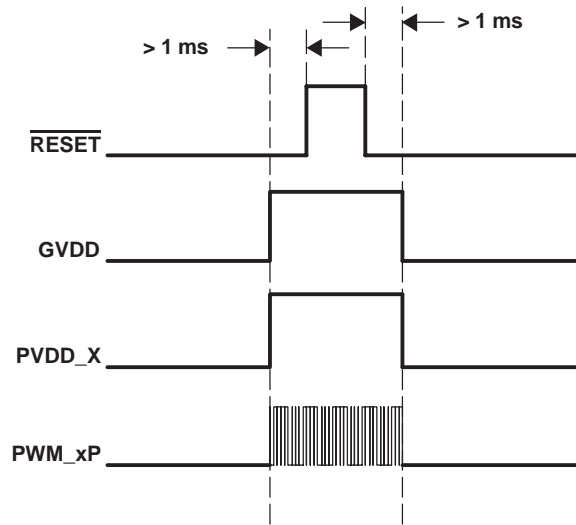 > 1 ms
> 1 ms
RESET
GVDD
PVDD_X
PWM_xP